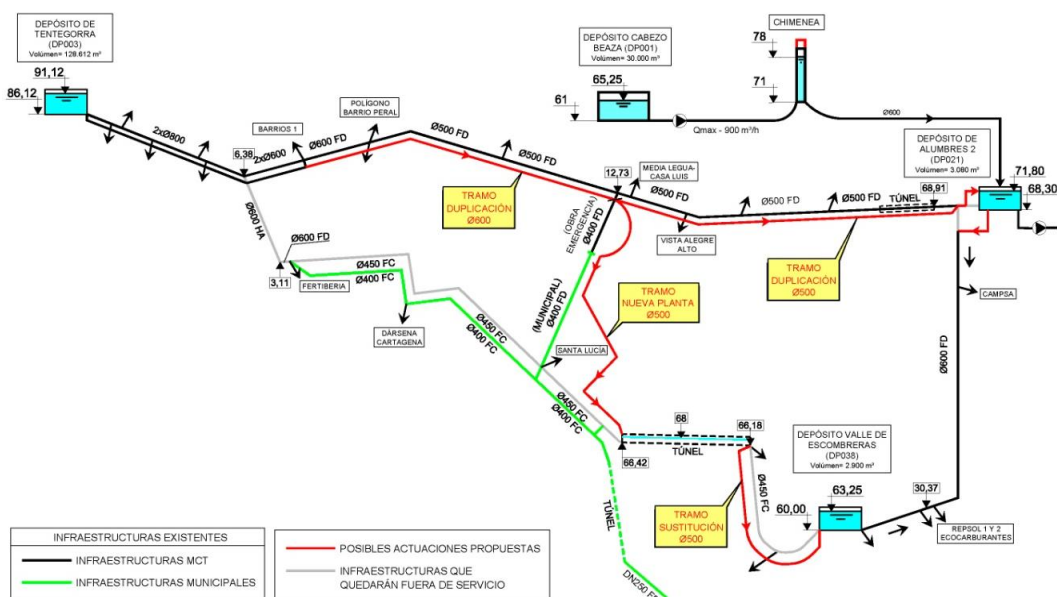 DEPÓSITO DE
TENTEGORRA
(DP003)
Volúmen= 128.612 m³
91,12
86,12
2xØ800
6,38
BARRIOS 1
2xØ600
Ø600 FD
POLÍGONO
BARRIO PERAL
Ø500 FD
Ø500 FD
TRAMO
DUPLICACIÓN
Ø600
DEPÓSITO CABEZO
BEAZA (DP001)
Volúmen= 30.000 m³
65,25
61
Qmax - 900 m³/h
CHIMENEA
78
71
Ø600
DEPÓSITO DE
ALUMBRES 2
(DP021)
Volúmen= 3.080 m³
71,80
68,30
12,73
MEDIA LEGUA-
CASA LUIS
Ø500 FD
Ø500 FD
Ø500 FD
TÚNEL
68,91
VISTA ALEGRE
ALTO
TRAMO
DUPLICACIÓN
Ø500
(OBRA
EMERGENCIA)
Ø400 FD
(MUNICIPAL)
Ø400 FD
TRAMO
NUEVA PLANTA
Ø500
Ø600 HA
Ø600 FD
3,11
FERTIBERIA
Ø450 FC
Ø400 FC
DÁRSENA
CARTAGENA
Ø450 FC
Ø400 FC
SANTA LUCÍA
Ø450 FC
Ø400 FC
CAMPSA
Ø600 FD
68
TÚNEL
66,42
66,18
Ø450 FC
TRAMO
SUSTITUCIÓN
Ø500
DEPÓSITO VALLE DE
ESCOMBRERAS
(DP038)
Volúmen= 2.900 m³
63,25
60,00
30,37
REPSOL 1 Y 2
ECOCARBURANTES
TÚNEL
INFRAESTRUCTURAS EXISTENTES
INFRAESTRUCTURAS MCT
INFRAESTRUCTURAS MUNICIPALES
POSIBLES ACTUACIONES PROPUESTAS
INFRAESTRUCTURAS QUE
QUEDARÁN FUERA DE SERVICIO